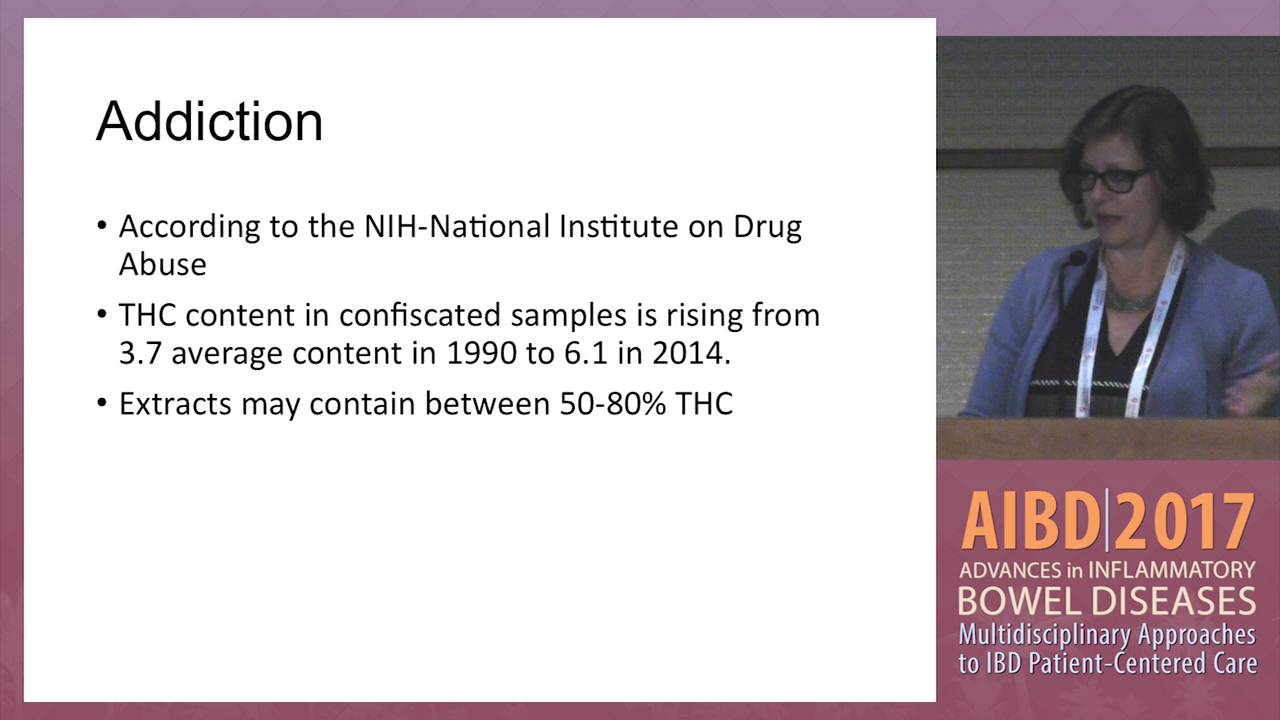 Addiction
• According to the NIH-National Institute on Drug
Abuse
• THC content in confiscated samples is rising from
3.7 average content in 1990 to 6.1 in 2014.
• Extracts may contain between 50-80% THC
AIBD|2017
ADVANCES in INFLAMMATORY
BOWEL DISEASES
Multidisciplinary Approaches
to IBD Patient-Centered Care